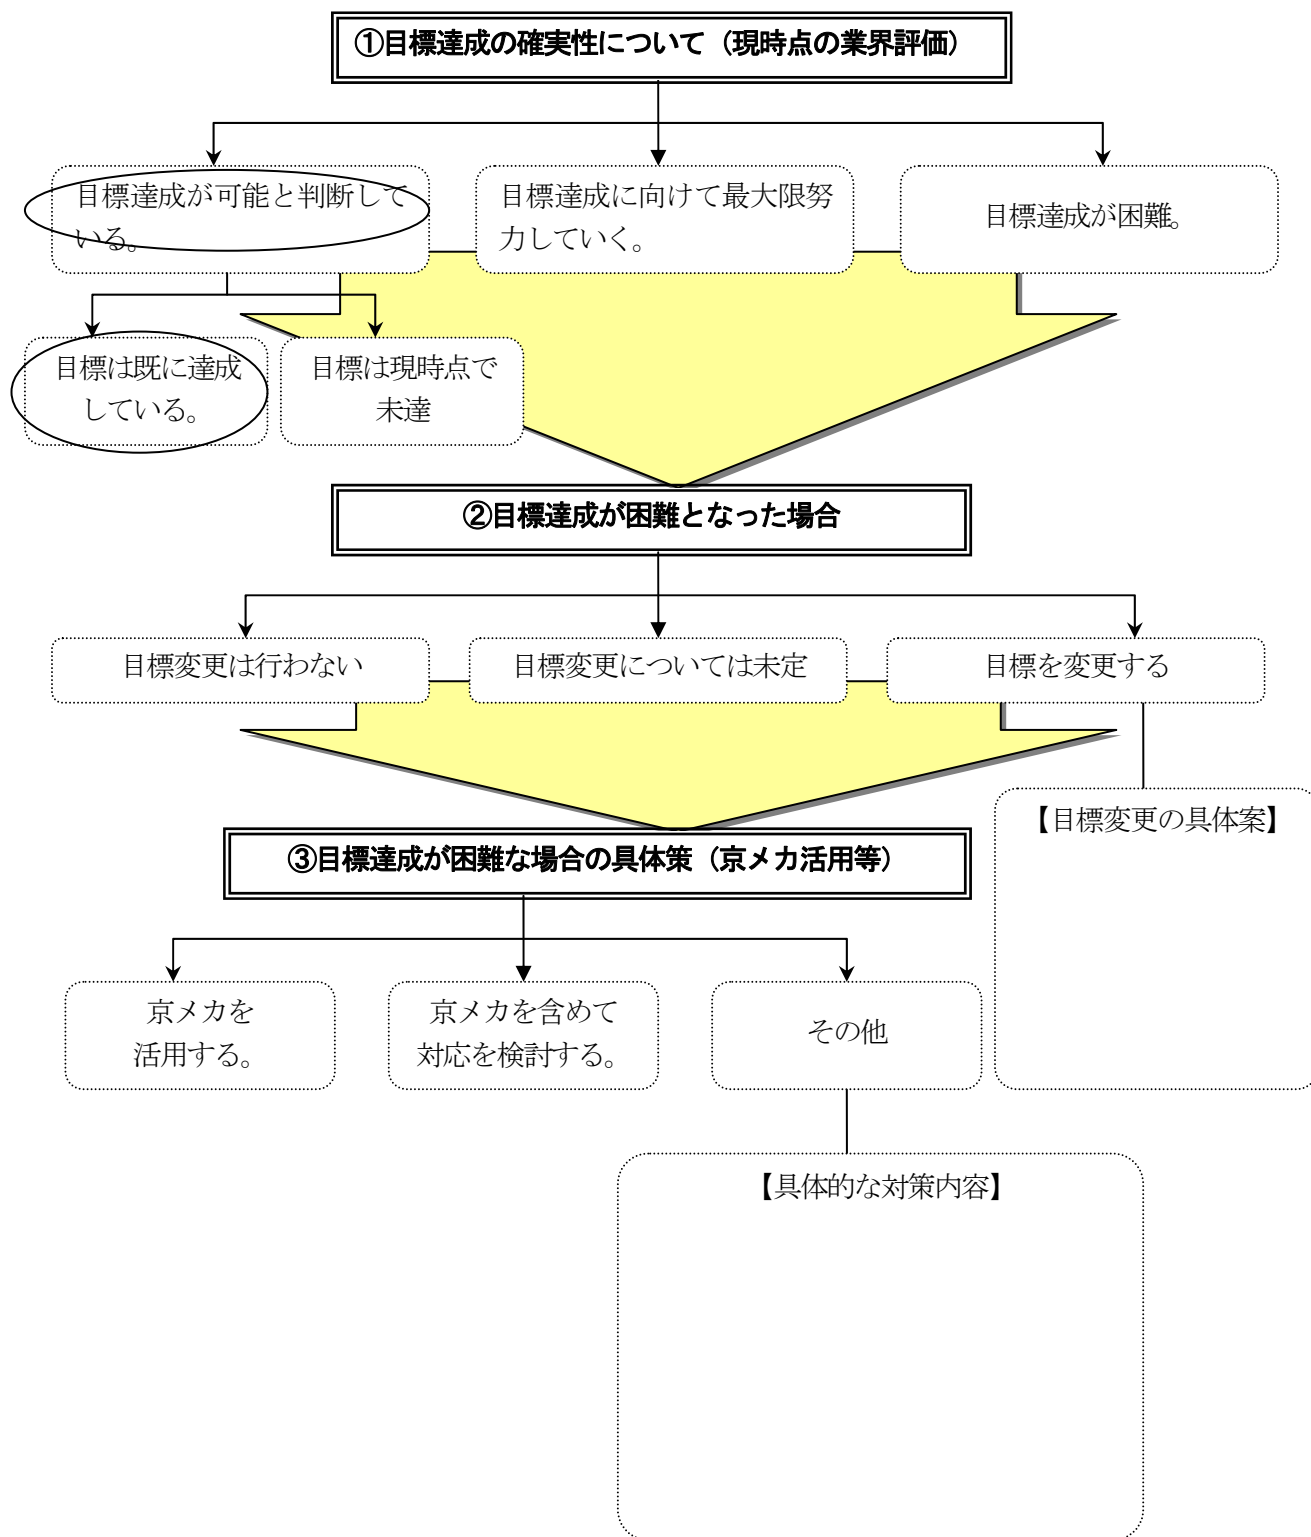 ①目標達成の確実性について（現時点の業界評価）
目標達成が可能と判断して
いる。
目標達成に向けて最大限努
力していく。
目標達成が困難。
目標は既に達成
している。
目標は現時点で
未達
②目標達成が困難となった場合
目標変更は行わない
目標変更については未定
目標を変更する
【目標変更の具体案】
③目標達成が困難な場合の具体策（京メカ活用等）
京メカを
活用する。
京メカを含めて
対応を検討する。
その他
【具体的な対策内容】